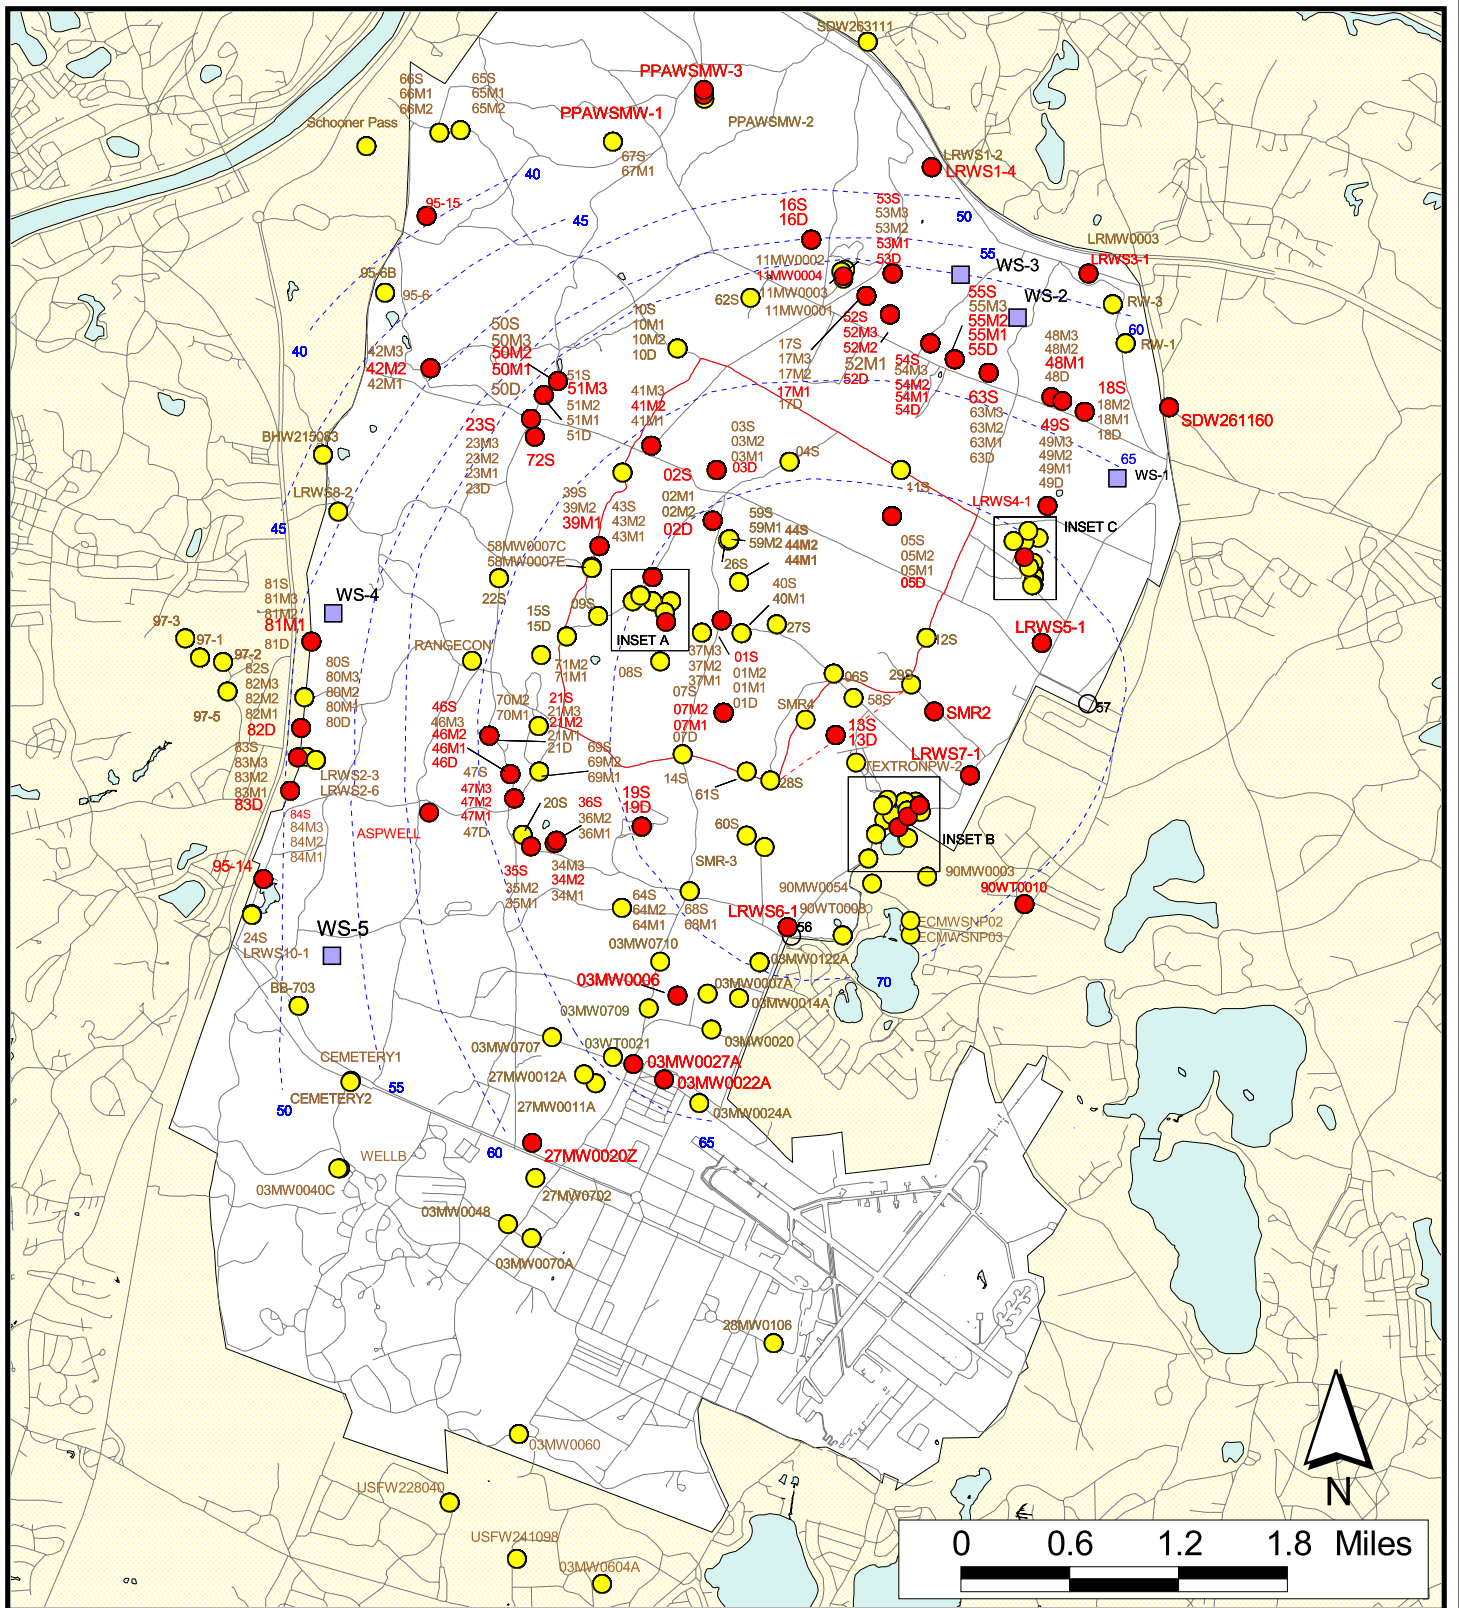 SDW263111
PPAWSMW-3
66S
66M1
66M2
65S
65M1
65M2
PPAWSMW-1
PPAWSMW-2
Schooner Pass
67S
67M1
LRWS1-2
LRWS1-4
40
95-15
45
16S
16D
53S
53M3
53M2
53M1
53D
50
55
LRMW0003
LRWS3-1
11MW0002
11MW0004
11MW0003
11MW0001
WS-3
95-6B
95-6
62S
WS-2
RW-3
60
RW-1
55S
55M3
55M2
55M1
55D
10S
10M1
10M2
10D
50S
50M3
50M2
50M1
50D
52S
52M3
52M2
52M1
52D
17S
17M3
17M2
17M1
17D
48M3
48M2
48M1
48D
40
42M3
42M2
42M1
51S
51M3
51M2
51M1
51D
41M3
41M2
41M1
54S
54M3
54M2
54M1
54D
63S
63M3
63M2
63M1
63D
18S
18M2
18M1
18D
SDW261160
BHW215083
23S
23M3
23M2
23M1
23D
72S
03S
03M2
03M1
03D
04S
49S
49M3
49M2
49M1
49D
65
WS-1
02S
02M1
02M2
02D
11S
LRWS4-1
LRWS8-2
39S
39M2
39M1
43S
43M2
43M1
45
59S
59M1
59M2
44S
44M2
44M1
INSET C
58MW0007C
58MW0007E
05S
05M2
05M1
05D
26S
22S
81S
81M3
81M2
81M1
81D
WS-4
15S
15D
09S
40S
40M1
27S
INSET A
12S
LRWS5-1
97-3
97-1
97-2
RANGECON
71M2
71M1
08S
37M3
37M2
37M1
01S
01M2
01M1
01D
82S
82M3
82M2
82M1
82D
97-5
80S
80M3
80M2
80M1
80D
06S
29S
58S
57
70M2
70M1
21S
21M3
21M2
21M1
21D
07S
07M2
07M1
07D
SMR4
SMR2
46S
46M3
46M2
46M1
46D
13S
13D
69S
69M2
69M1
83S
83M3
83M2
83M1
83D
LRWS2-3
LRWS2-6
47S
47M3
47M2
47M1
47D
14S
61S
28S
TEXTRONPW-2
LRWS7-1
84S
84M3
84M2
84M1
ASPWELL
20S
36S
36M2
36M1
19S
19D
60S
INSET B
95-14
35S
35M2
35M1
34M3
34M2
34M1
SMR-3
90MW0003
90MW0054
90WT0010
64S
64M2
64M1
68S
68M1
LRWS6-1
90WT0003
56
ECMWSNP02
ECMWSNP03
24S
LRWS10-1
WS-5
03MW0710
03MW0122A
70
BB-703
03MW0006
03MW0007A
03MW0014A
03MW0709
03MW0020
03MW0707
03WT0021
CEMETERY1
CEMETERY2
50
55
27MW0012A
27MW0011A
03MW0027A
03MW0022A
03MW0024A
65
60
27MW0020Z
WELLB
03MW0040C
27MW0702
03MW0048
03MW0070A
28MW0106
03MW0060
USFW228040
USFW241098
03MW0604A
N
0 0.6 1.2 1.8 Miles